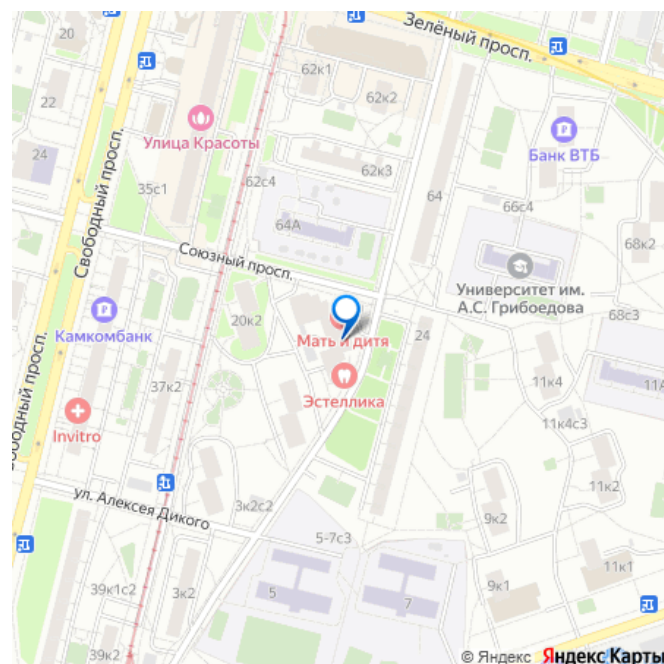 Зелёный просп.
20
62к1
62к2
22
Улица Красоты
Банк ВТБ
24
Свободный просп.
35с1
62с4
62к3
64
66с4
64А
68к2
Союзный просп.
Университет им.
А.С. Грибоедова
Камкомбанк
20к2
Мать и дитя
24
68с3
Эстеллика
37к2
11к4
11А
Invitro
11к4с3
ободный просп.
ул. Алексея Дикого
3к2с2
11к2
9к2
5-7с3
39к1с2
3к2
5
7
9к1
11к1
39к2
© Яндекс Яндекс Карты